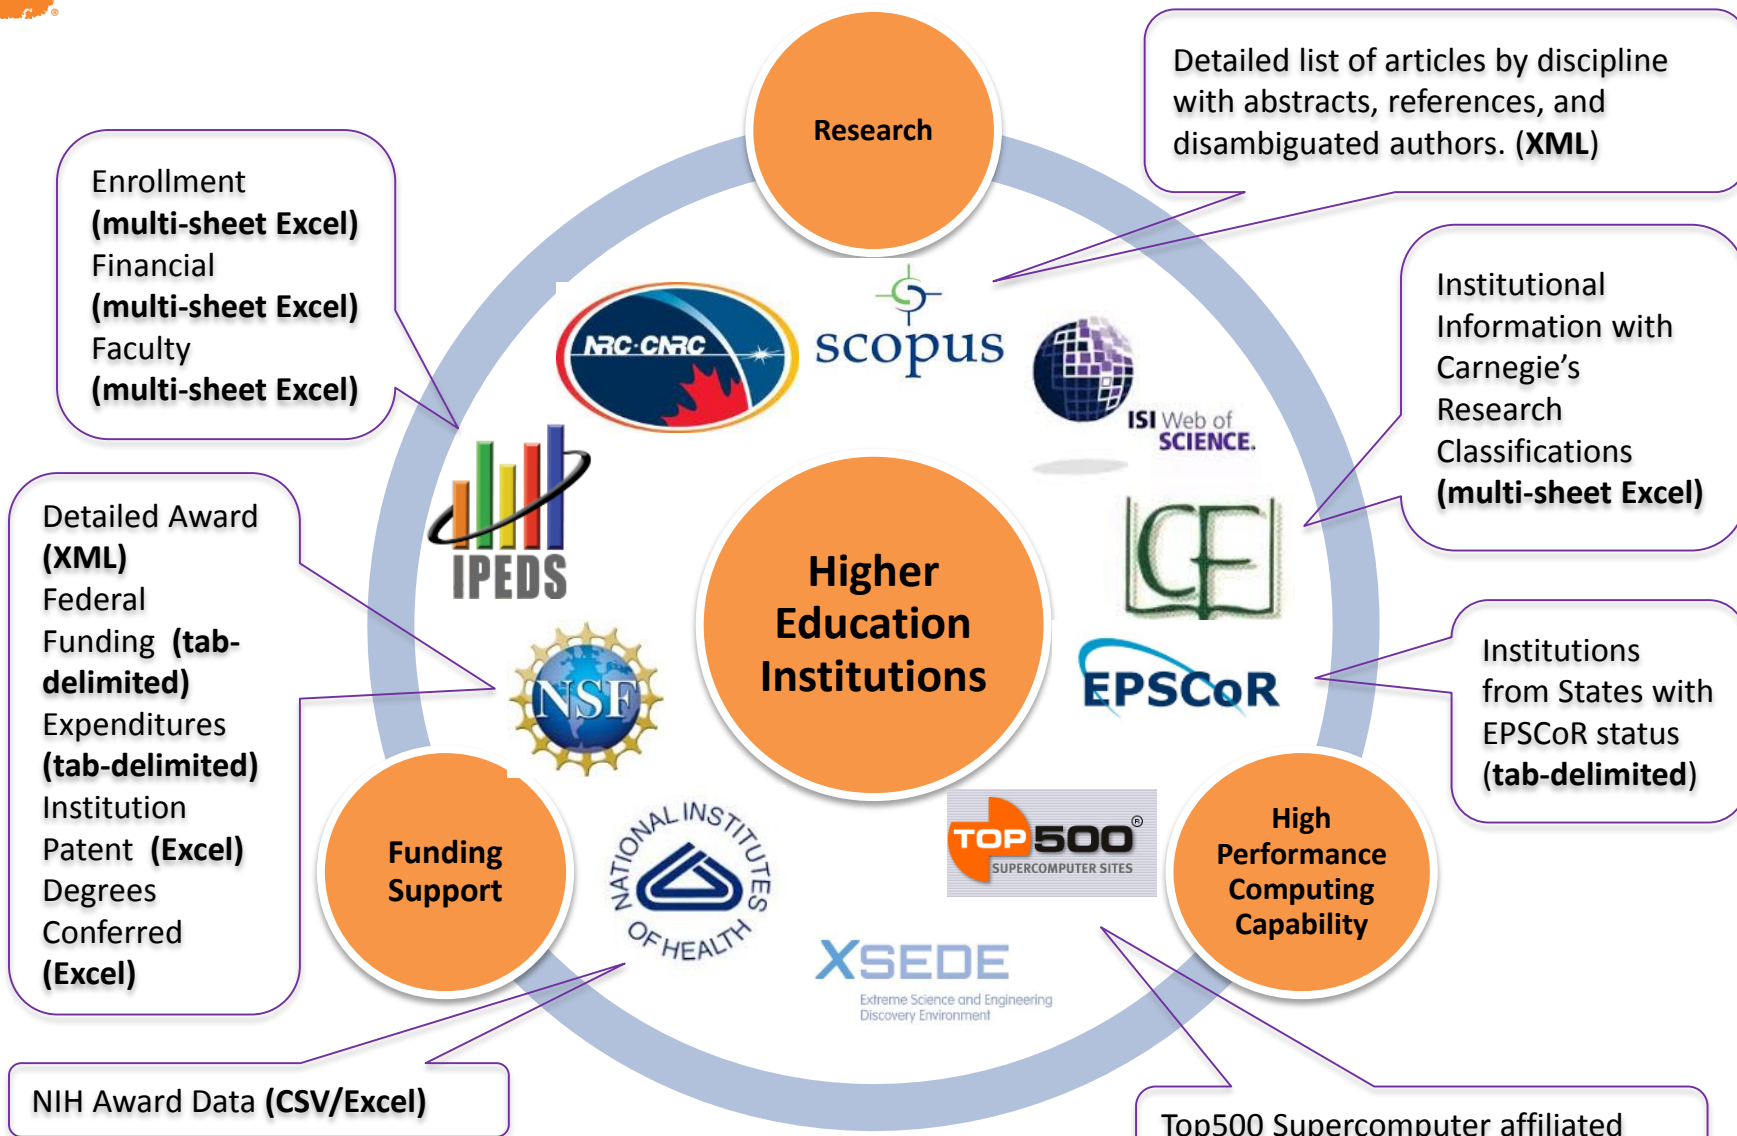 Research
Detailed list of articles by discipline
with abstracts, references, and
disambiguated authors. (XML)
Enrollment
(multi-sheet Excel)
Financial
(multi-sheet Excel)
Faculty
(multi-sheet Excel)
NRC·CNRC
scopus
ISI Web of
SCIENCE.
Institutional
Information with
Carnegie's
Research
Classifications
(multi-sheet Excel)
IPEDS
CF
Detailed Award
(XML)
Federal
Funding (tab-
delimited)
Expenditures
(tab-delimited)
Institution
Patent (Excel)
Degrees
Conferred
(Excel)
Higher
Education
Institutions
NSF
EPSCoR
Institutions
from States with
EPSCoR status
(tab-delimited)
Funding
Support
NATIONAL INSTITUTES
OF HEALTH
TOP 500®
SUPERCOMPUTER SITES
High
Performance
Computing
Capability
XSEDE
Extreme Science and Engineering
Discovery Environment
NIH Award Data (CSV/Excel)
Top500 Supercomputer affiliated